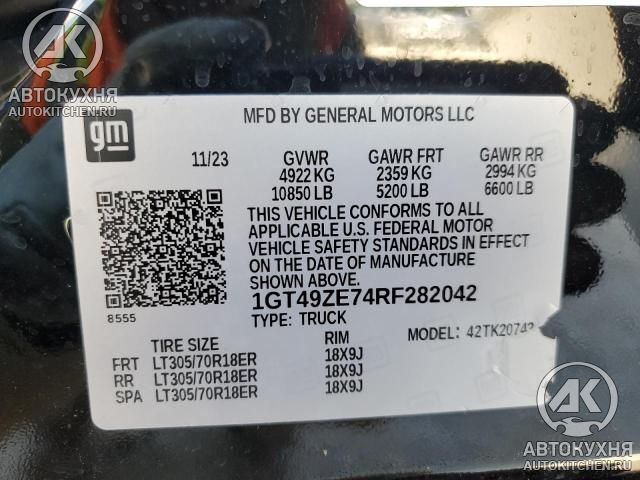 АВТОКУХНЯ
AUTOKITCHEN.RU
gm
MFD BY GENERAL MOTORS LLC
11/23 GVWR GAWR FRT GAWR RR
4922 KG 2359 KG 2994 KG
10850 LB 5200 LB 6600 LB
THIS VEHICLE CONFORMS TO ALL
APPLICABLE U.S. FEDERAL MOTOR
VEHICLE SAFETY STANDARDS IN EFFECT
ON THE DATE OF MANUFACTURE
SHOWN ABOVE.
8555
1GT49ZE74RF282042
TYPE: TRUCK MODEL:
TIRE SIZE RIM
FRT LT305/70R18ER 18X9J
RR LT305/70R18ER 18X9J
SPA LT305/70R18ER 18X9J
АК
АВТОКУХНЯ
AUTOKITCHEN.RU